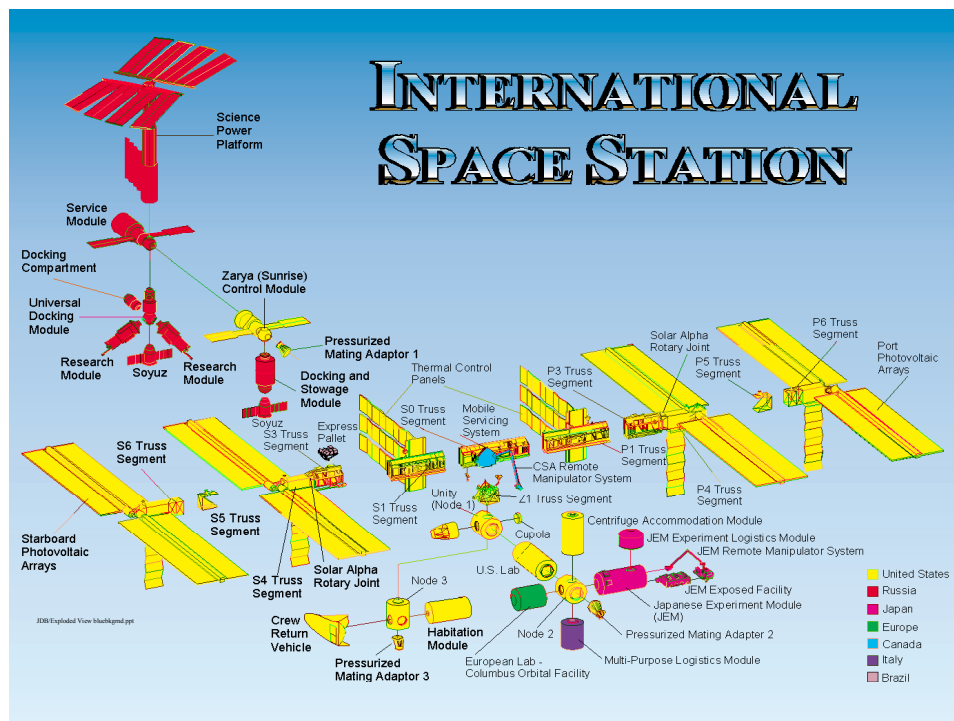 INTERNATIONAL
SPACE STATION
Science
Power
Platform
Service
Module
Docking
Compartment
Universal
Docking
Module
Research
Module
Soyuz
Research
Module
Zarya (Sunrise)
Control Module
Pressurized
Mating Adaptor 1
Docking and
Stowage
Module
Soyuz
Thermal Control
Panels
S0 Truss
Segment
Mobile
Servicing
System
P3 Truss
Segment
Solar Alpha
Rotary Joint
P5 Truss
Segment
P6 Truss
Segment
Port
Photovoltaic
Arrays
S3 Truss
Segment
Express
Pallet
S6 Truss
Segment
S5 Truss
Segment
Starboard
Photovoltaic
Arrays
S4 Truss
Segment
Solar Alpha
Rotary Joint
S1 Truss
Segment
Unity
(Node 1)
CSA Remote
Manipulator System
Z1 Truss Segment
P1 Truss
Segment
P4 Truss
Segment
Cupola
U.S. Lab
Centrifuge Accommodation Module
JEM Experiment Logistics Module
JEM Remote Manipulator System
JEM Exposed Facility
Japanese Experiment Module
(JEM)
Node 3
Crew
Return
Vehicle
Habitation
Module
Pressurized
Mating Adaptor 3
Node 2
European Lab -
Columbus Orbital Facility
Pressurized Mating Adapter 2
Multi-Purpose Logistics Module
United States
Russia
Japan
Europe
Canada
Italy
Brazil
JDB/Exploded View bluebkgrnd.ppt